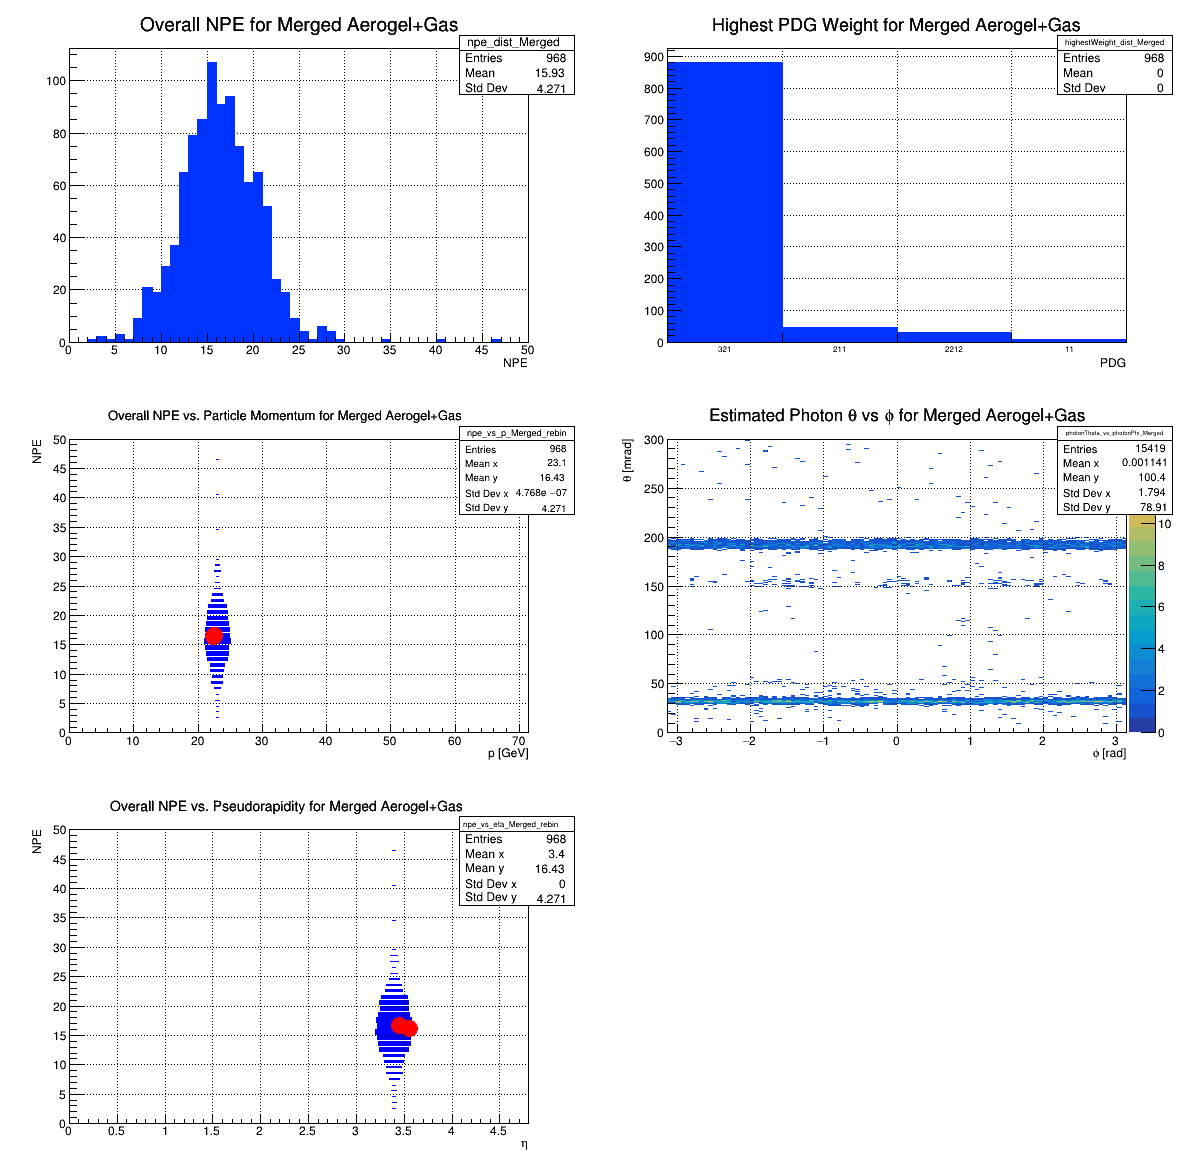 Overall NPE for Merged Aerogel+Gas
npe_dist_Merged
Entries 968
Mean 15.93
Std Dev 4.271
100
80
60
40
20
0
0 5 10 15 20 25 30 35 40 45 50
NPE
Highest PDG Weight for Merged Aerogel+Gas
highestWeight_dist_Merged
Entries 968
Mean 0
Std Dev 0
900
800
700
600
500
400
300
200
100
0
321 211 2212 11
PDG
Overall NPE vs. Particle Momentum for Merged Aerogel+Gas
NPE
npe_vs_p_Merged_rebin
Entries 968
Mean x 23.1
Mean y 16.43
Std Dev x 4.768e −07
Std Dev y 4.271
50
45
40
35
30
25
20
15
10
5
0
0 10 20 30 40 50 60 70
p [GeV]
Estimated Photon θ vs ϕ for Merged Aerogel+Gas
θ [mrad]
photonTheta_vs_photonPhi_Merged
Entries 15419
Mean x 0.001141
Mean y 100.4
Std Dev x 1.794
Std Dev y 78.91
300
250
200
150
100
50
0
10
8
6
4
2
0
−3 −2 −1 0 1 2 3
ϕ [rad]
Overall NPE vs. Pseudorapidity for Merged Aerogel+Gas
NPE
npe_vs_eta_Merged_rebin
Entries 968
Mean x 3.4
Mean y 16.43
Std Dev x 0
Std Dev y 4.271
50
45
40
35
30
25
20
15
10
5
0
0 0.5 1 1.5 2 2.5 3 3.5 4 4.5
η